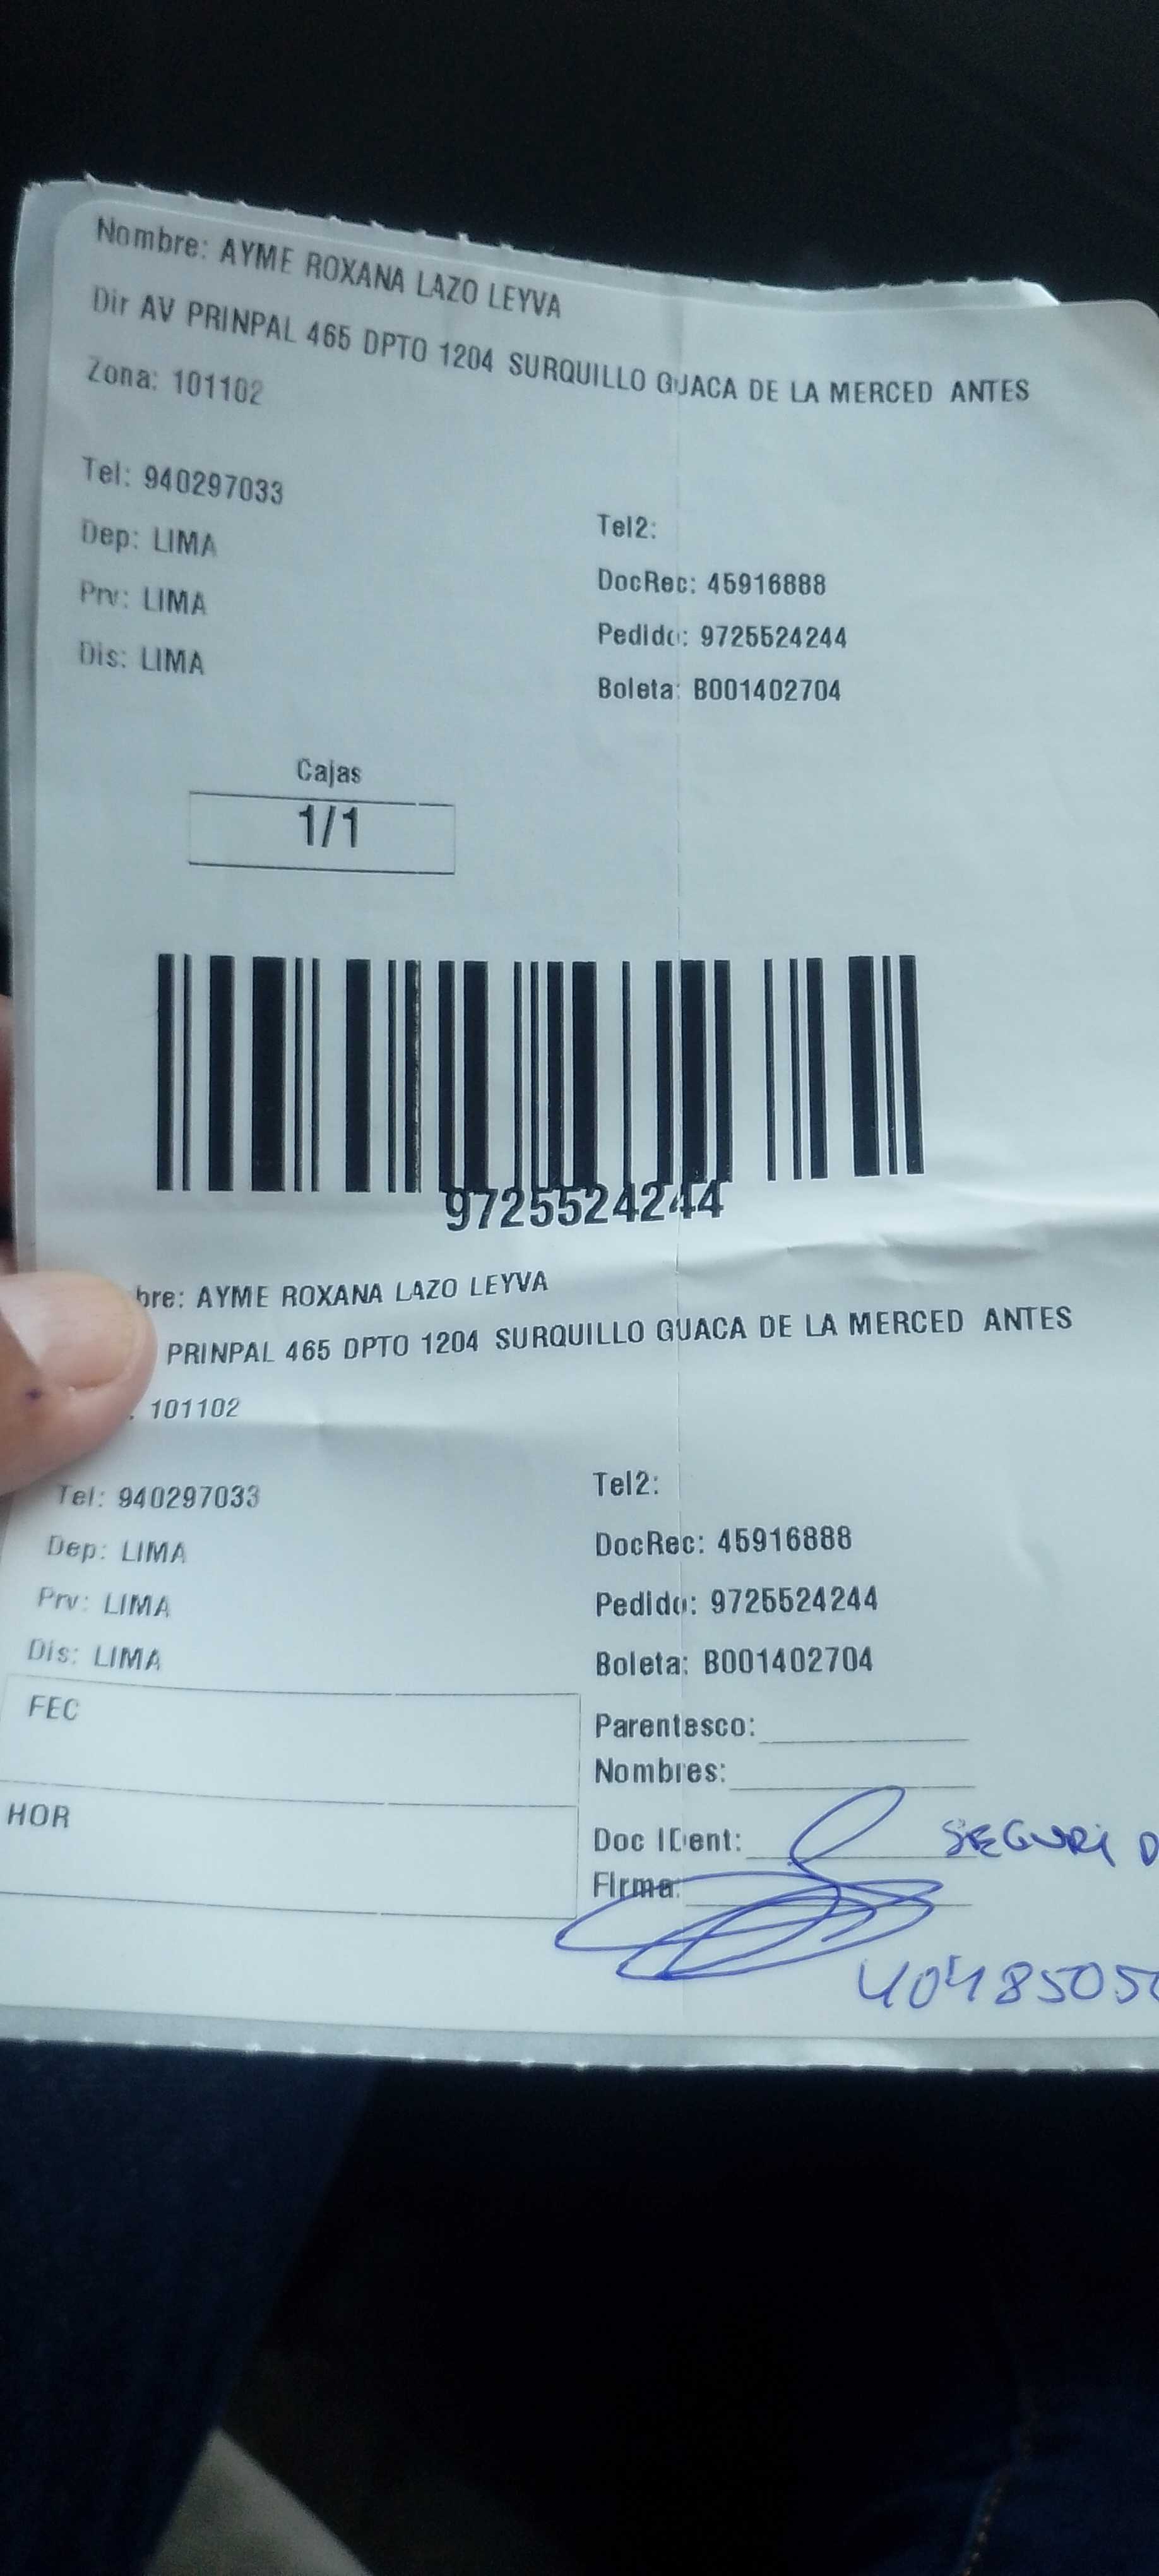 Nombre: AYME ROXANA LAZO LEYVA
Dir AV PRINPAL 465 DPTO 1204 SURQUILLO GUACA DE LA MERCED ANTES
Zona: 101102
Tel: 940297033
Tel2:
Dep: LIMA
DocRec: 45916888
Prv: LIMA
Pedido: 9725524244
Dis: LIMA
Boleta: B001402704
Cajas
1/1
9725524244
bre: AYME ROXANA LAZO LEYVA
PRINPAL 465 DPTO 1204 SURQUILLO GUACA DE LA MERCED ANTES
101102
Tel: 940297033
Tel2:
Dep: LIMA
DocRec: 45916888
Prv: LIMA
Pedido: 9725524244
Dis: LIMA
Boleta: B001402704
FEC
Parentesco:
Nombres:
HOR
Doc IDent:
SEGURI D
Firma:
4048505